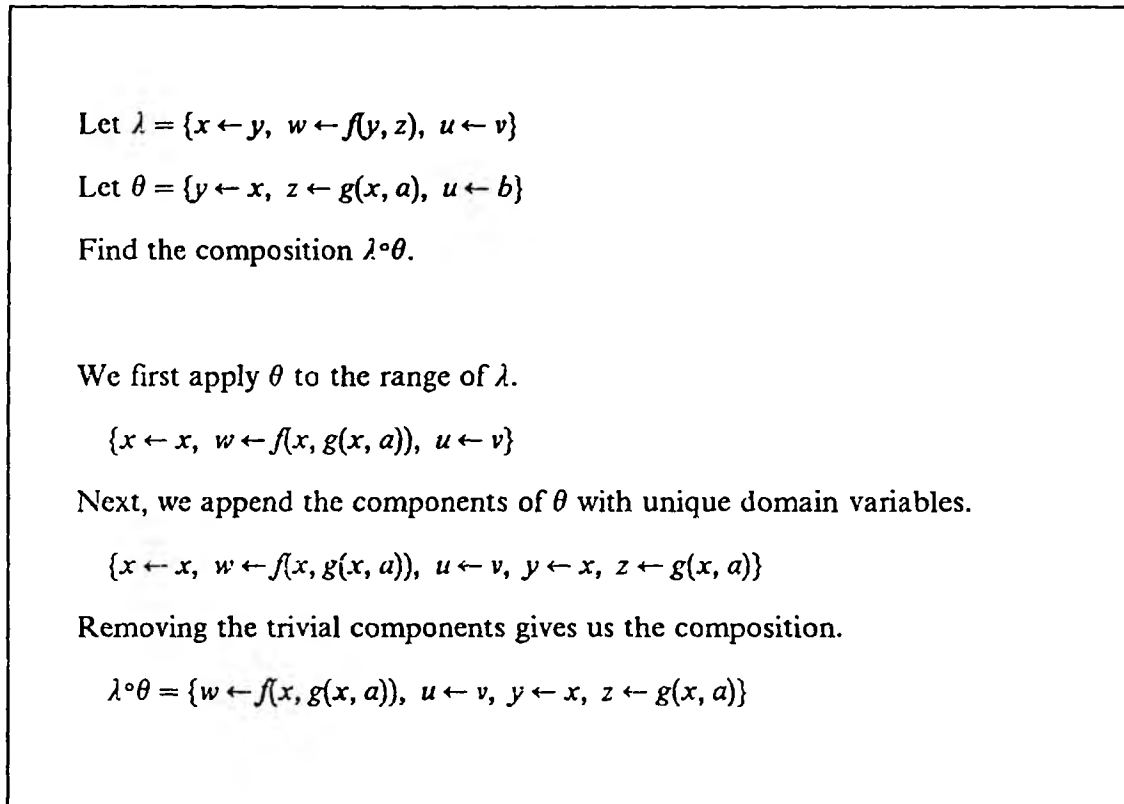 Let λ = {x ← y, w ← f(y, z), u ← v}
Let θ = {y ← x, z ← g(x, a), u ← b}
Find the composition λ∘θ.
We first apply θ to the range of λ.
{x ← x, w ← f(x, g(x, a)), u ← v}
Next, we append the components of θ with unique domain variables.
{x ← x, w ← f(x, g(x, a)), u ← v, y ← x, z ← g(x, a)}
Removing the trivial components gives us the composition.
λ∘θ = {w ← f(x, g(x, a)), u ← v, y ← x, z ← g(x, a)}